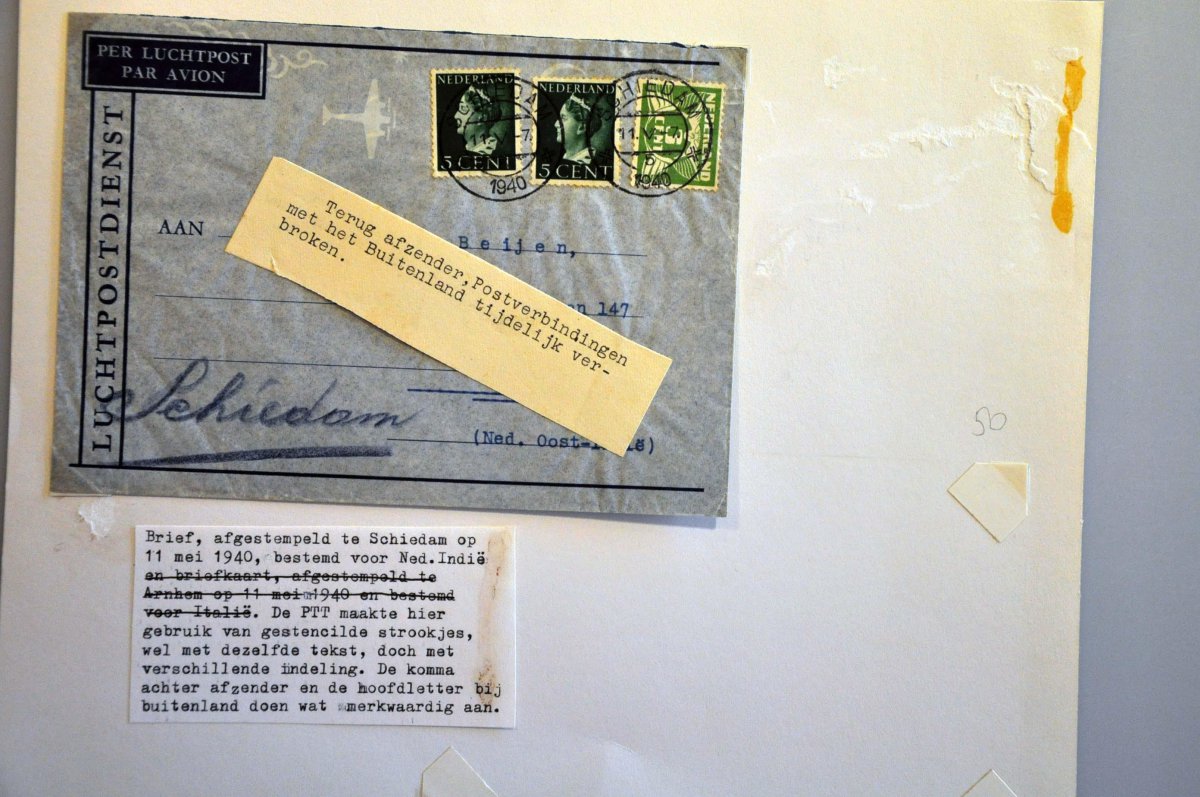 PER LUCHTPOST
PAR AVION
LUCHTPOSTDIENST
NEDERLAND
5 CENT
NEDERLAND
5 CENT
NEDERLAND
SCHIEDAM
1940
SCHIEDAM
1940
AAN
Beijen,
147
Terug afzender,Postverbindingen
met het Buitenland tijdelijk ver-
broken.
Schiedam
(Ned. Oost-
50
Brief, afgestempeld te Schiedam op
11 mei 1940, bestemd voor Ned.Indië
en briefkaart, afgestempeld te
Arnhem op 11 mei 1940 en bestemd
voor Italië. De PTT maakte hier
gebruik van gestencilde strookjes,
wel met dezelfde tekst, doch met
verschillende indeling. De komma
achter afzender en de hoofdletter bij
buitenland doen wat merkwaardig aan.